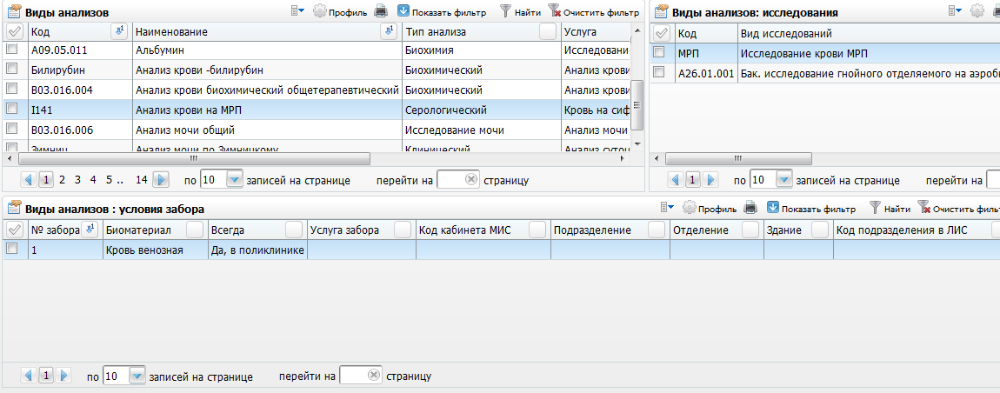 Виды анализов Профиль Показать фильтр Найти Очистить фильтр
Код Наименование Тип анализа Услуга
A09.05.011 Альбумин Биохимия Исследовани
Билирубин Анализ крови -билирубин Биохимический Анализ крови
B03.016.004 Анализ крови биохимический общетерапевтический Биохимический Анализ крови
I141 Анализ крови на МРП Серологический Кровь на сиф
B03.016.006 Анализ мочи общий Исследование мочи Анализ мочи
Зимниц Анализ мочи по Зимницкому Клинический Анализ суточ
1 2 3 4 5 .. 14 по 10 записей на странице перейти на страницу
Виды анализов: исследования
Код Вид исследований
МРП Исследование крови МРП
A26.01.001 Бак. исследование гнойного отделяемого на аэроб
1 по 10 записей на странице перейти на
Виды анализов : условия забора Профиль Показать фильтр Найти Очистить фильт
№ забора Биоматериал Всегда Услуга забора Код кабинета МИС Подразделение Отделение Здание Код подразделения в ЛИС
1 Кровь венозная Да, в поликлинике
1 по 10 записей на странице перейти на страницу